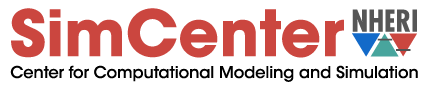 SimCenter NHERI
Center for Computational Modeling and Simulation